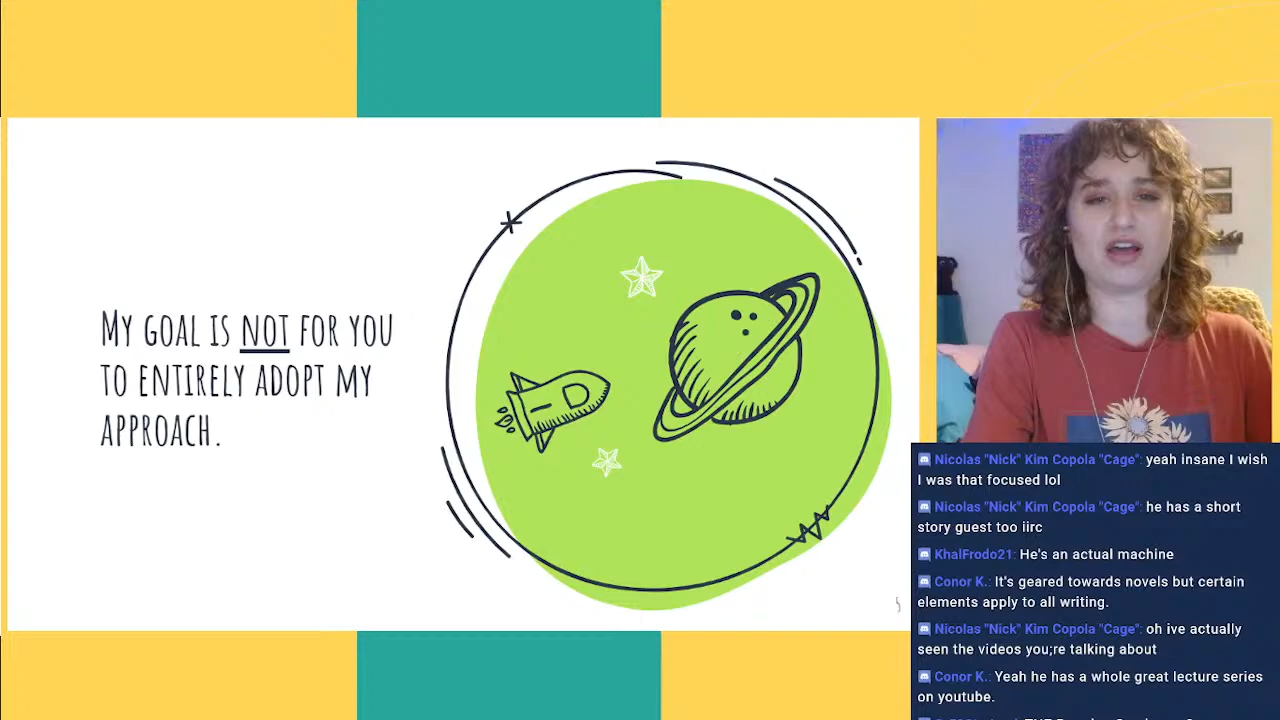 My goal is not for you
to entirely adopt my
approach.
Nicolas "Nick" Kim Copola "Cage": yeah insane I wish
I was that focused lol
Nicolas "Nick" Kim Copola "Cage": he has a short
story guest too iirc
KhalFrodo21: He's an actual machine
Conor K.: It's geared towards novels but certain
elements apply to all writing.
Nicolas "Nick" Kim Copola "Cage": oh ive actually
seen the videos you;re talking about
Conor K.: Yeah he has a whole great lecture series
on youtube.